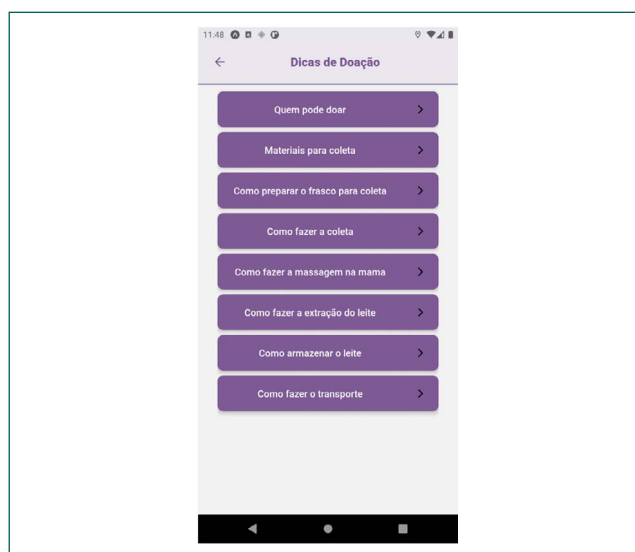 11:48
Dicas de Doação
Quem pode doar
Materiais para coleta
Como preparar o frasco para coleta
Como fazer a coleta
Como fazer a massagem na mama
Como fazer a extração do leite
Como armazenar o leite
Como fazer o transporte